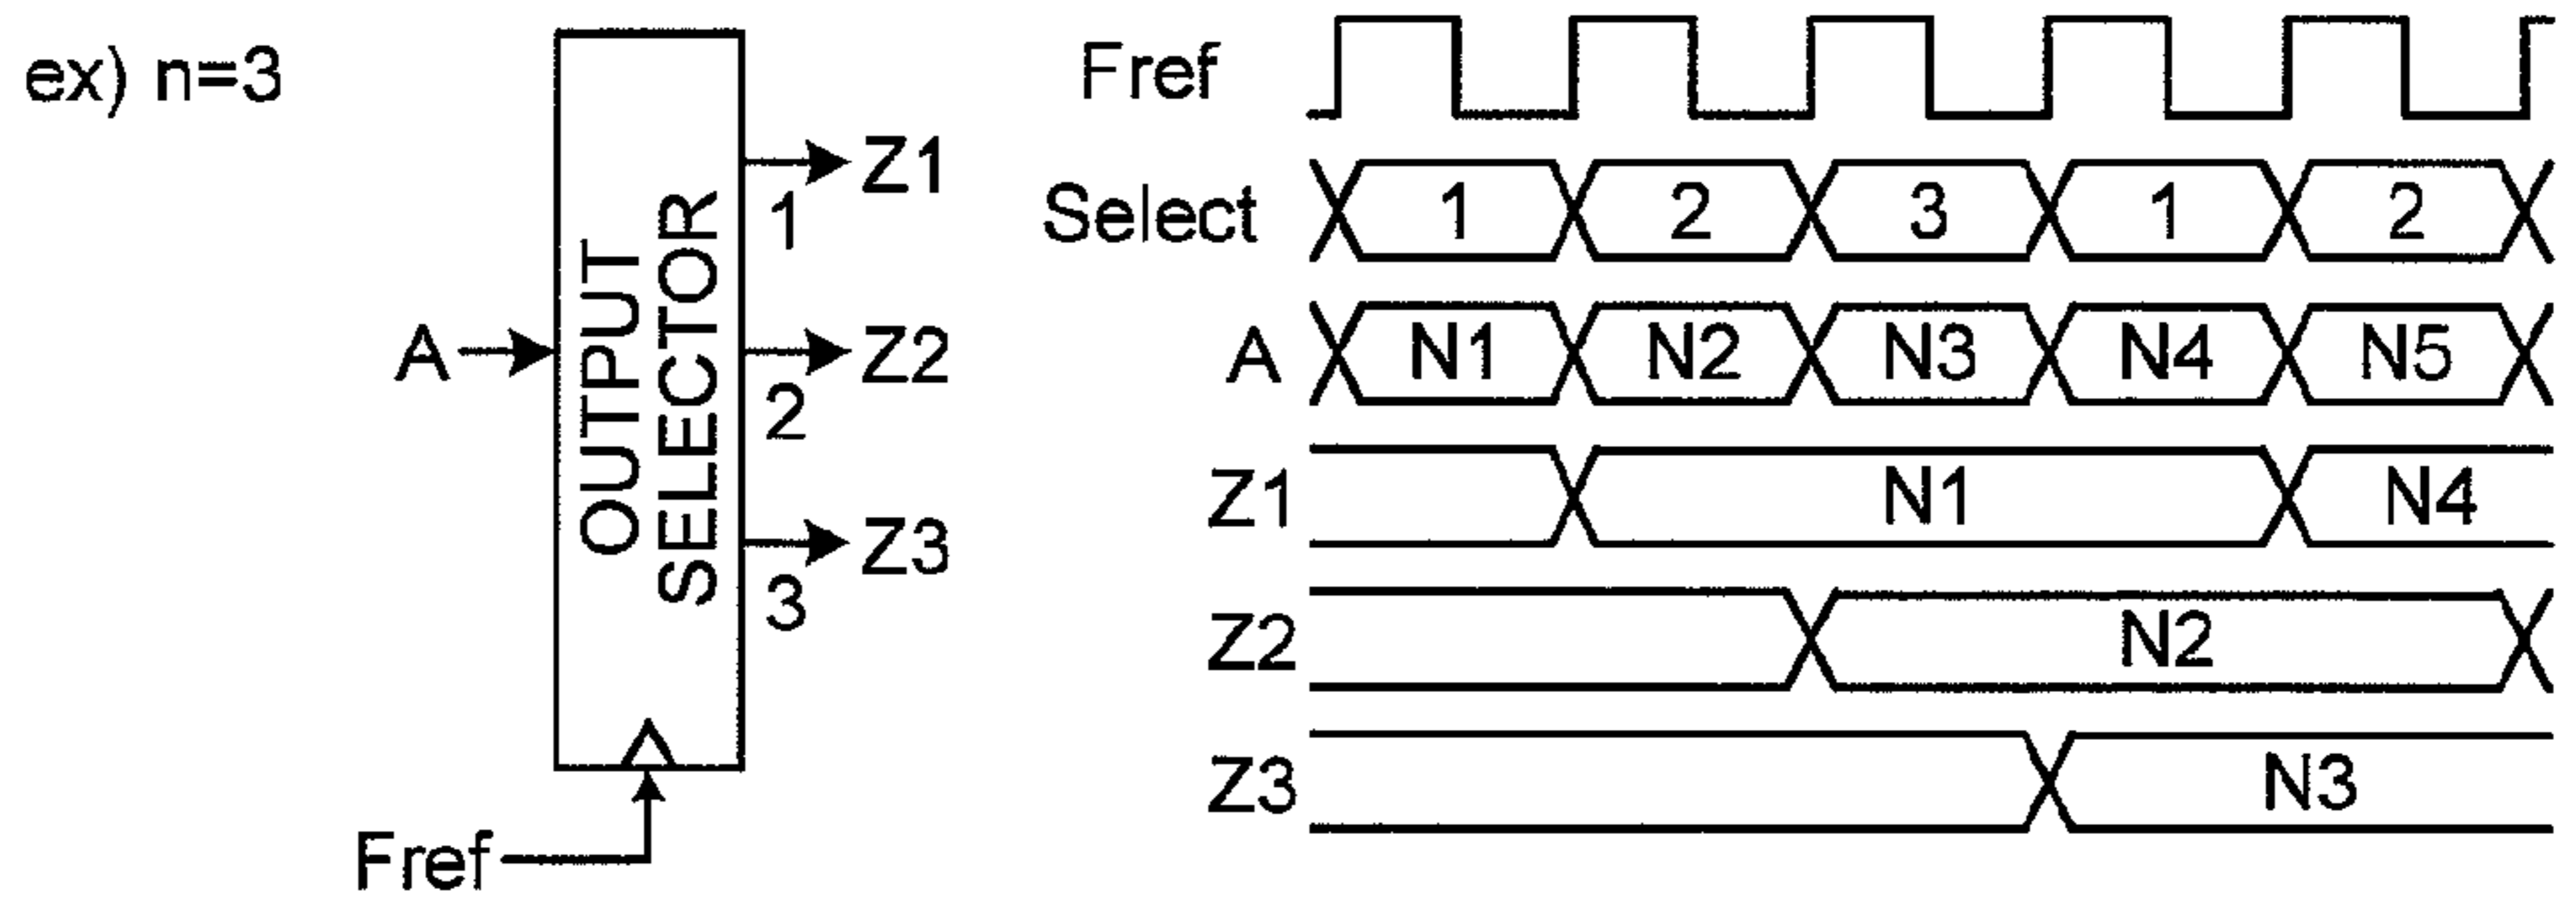 ex) n=3
OUTPUT
SELECTOR
A
Z1
1
Z2
2
Z3
3
Fref
Fref
Select 1 2 3 1 2
A N1 N2 N3 N4 N5
Z1 N1 N4
Z2 N2
Z3 N3